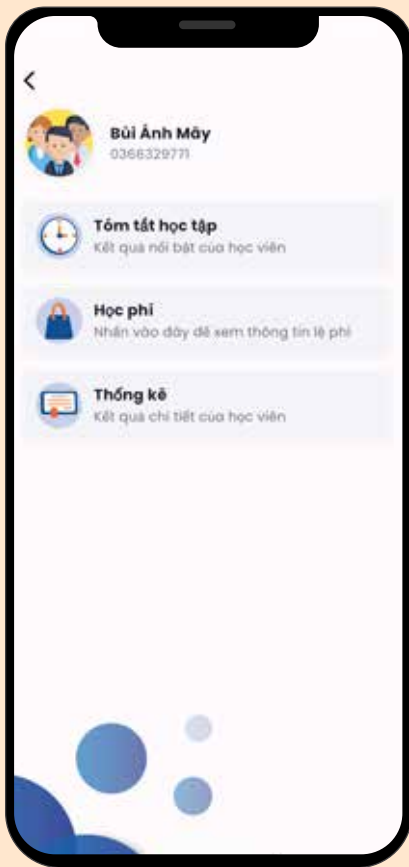 Bùi Ánh Mây
0366329771
Tóm tắt học tập
Kết quả nổi bật của học viên
Học phí
Nhấn vào đây để xem thông tin lệ phí
Thống kê
Kết quả chi tiết của học viên